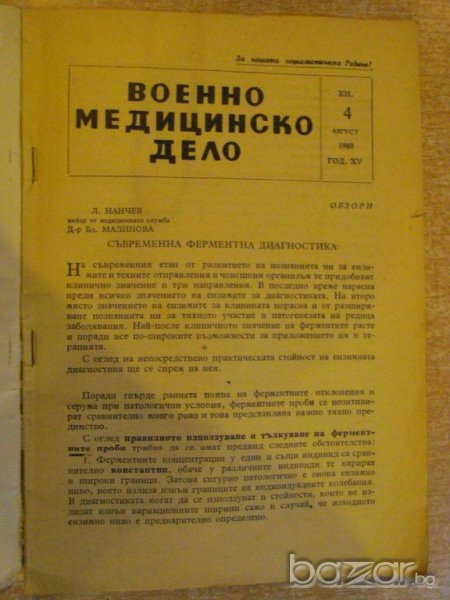 За нашата социалистическа Родина!
ВОЕННО
МЕДИЦИНСКО
ДЕЛО
КН.
4
АВГУСТ
1960
ГОД. XV
ОБЗОРИ
Л. НАНЧЕВ
майор от медицинската служба
Д-р Бл. МАЛИНОВА
СЪВРЕМЕННА ФЕРМЕНТНА ДИАГНОСТИКА
На съвременния етап от развитието на познанията ни за ензи-
мите и техните отправления в човешкия организъм те придобиват
клинично значение в три направления. В последно време нарасна
преди всичко значението на ензимите за диагностиката. На второ
място значението на ензимите за клиниката порасна и от разширя-
ване познанията ни за тяхното участие в патогенезата на редица
заболявания. Най-после клиничното значение на ферментите расте
и поради все по-широките възможности за приложението им в те-
рапията.
С оглед на непосредствено практическата стойност на ензимната
диагностика ще се спрем на нея.
*
Поради твърде ранната поява на ферментните отклонения в
серума при патологични условия, ферментните проби се позитиви-
рат сравнително много рано и това представлява важно тяхно пре-
димство.
С оглед правилното използуване и тълкуване на фермент-
ните проби трябва да се имат предвид следните обстоятелства:
1. Ферментните концентрации у един и същи индивид са срав-
нително константни, обаче у различните индивиди те варират
в широки граници. Затова сигурно патологично е онова ензимно
ниво, което излиза извън границите на индивидуалните колебания.
В диагностиката могат да се използуват и стойности, които не из-
лизат извън вариационните ширини само в случай, че изходното
ензимно ниво е предварително определено.
bazar.bg